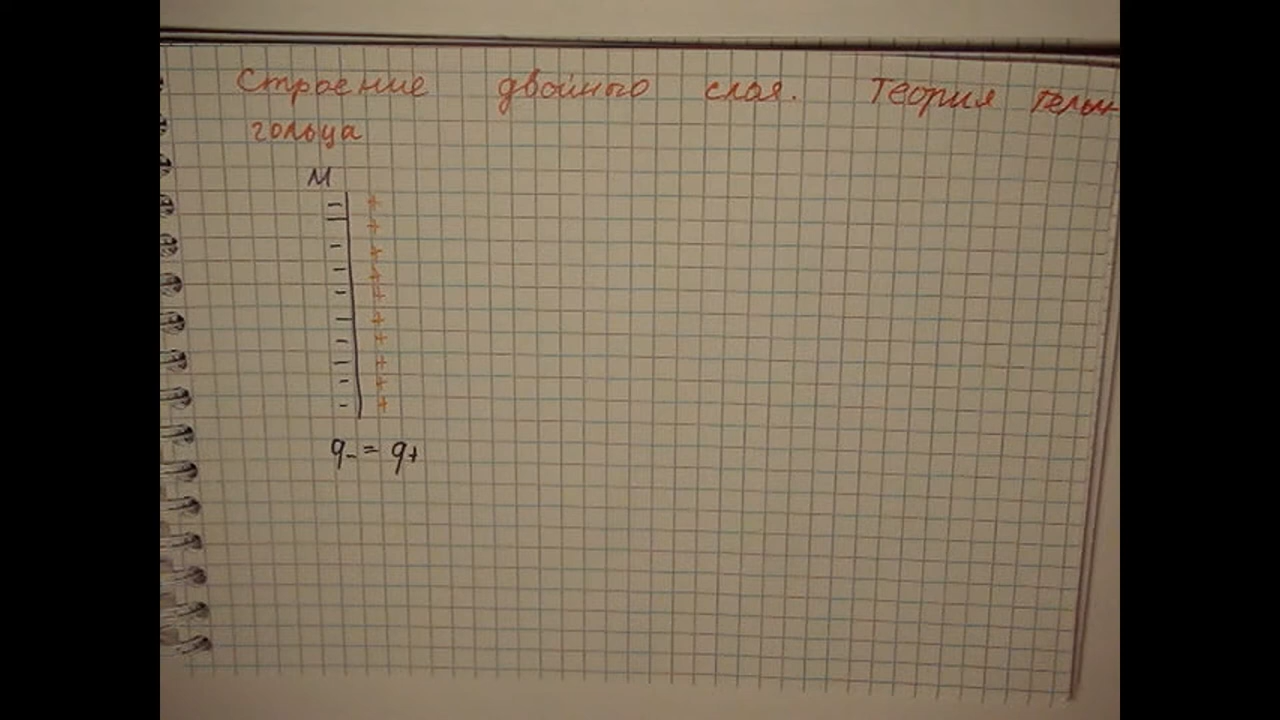 Строение двойного слоя. Теория Гельм
гольца
М
q- = q+